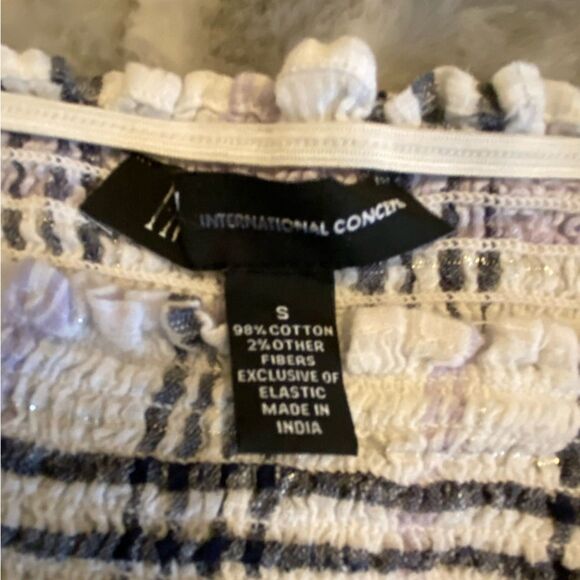 INTERNATIONAL CONCEPTS
S
98% COTTON
2% OTHER
FIBERS
EXCLUSIVE OF
ELASTIC
MADE IN
INDIA